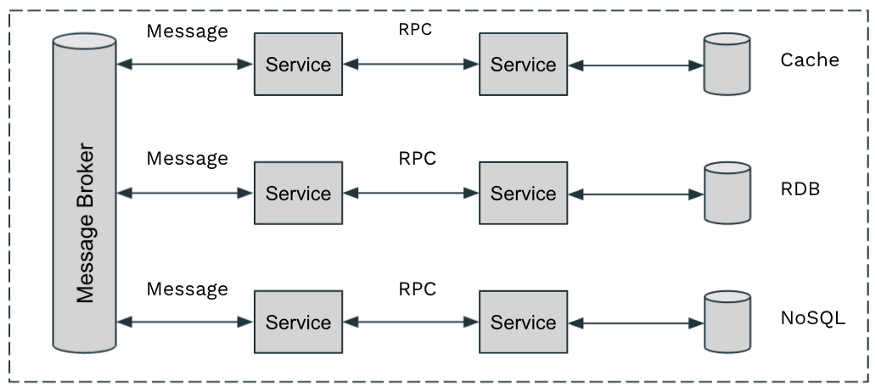 Message Broker
Message
RPC
Service
Service
Cache
Message
RPC
Service
Service
RDB
Message
RPC
Service
Service
NoSQL